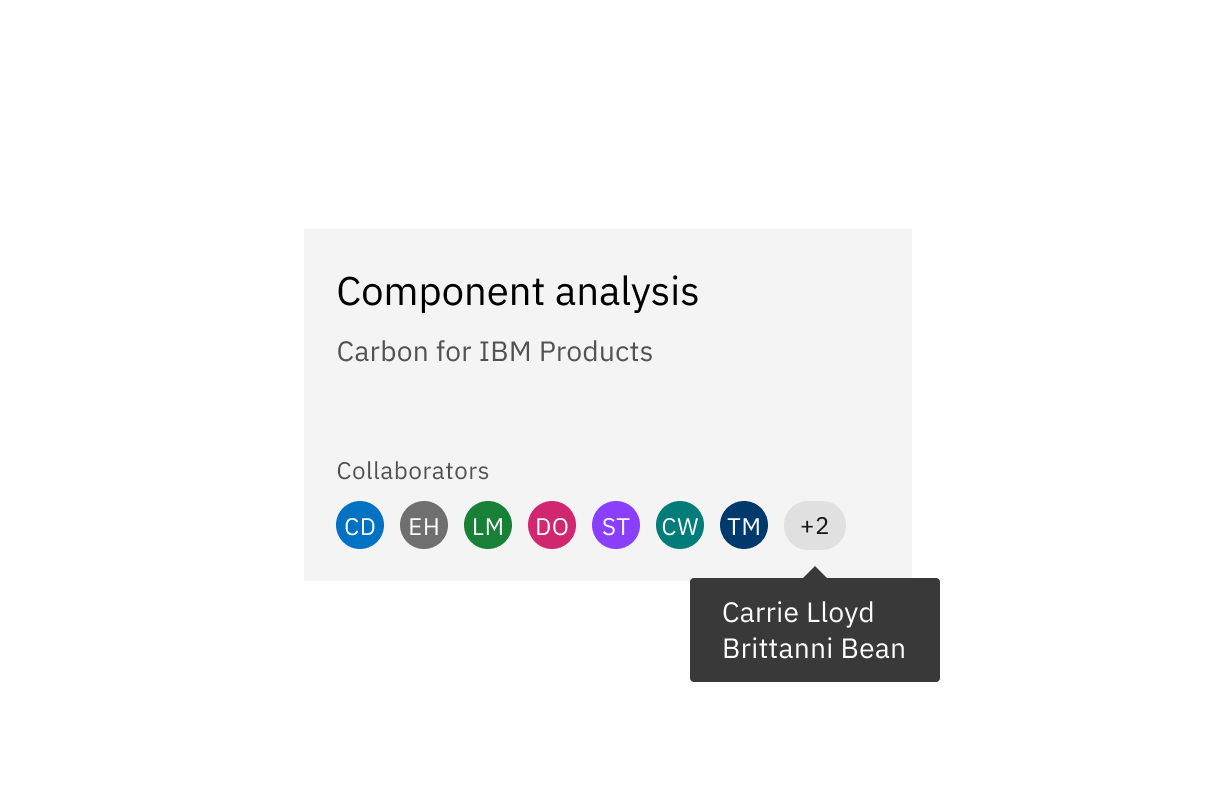 Component analysis
Carbon for IBM Products
Collaborators
CD EH LM DO ST CW TM +2
Carrie Lloyd
Brittanni Bean